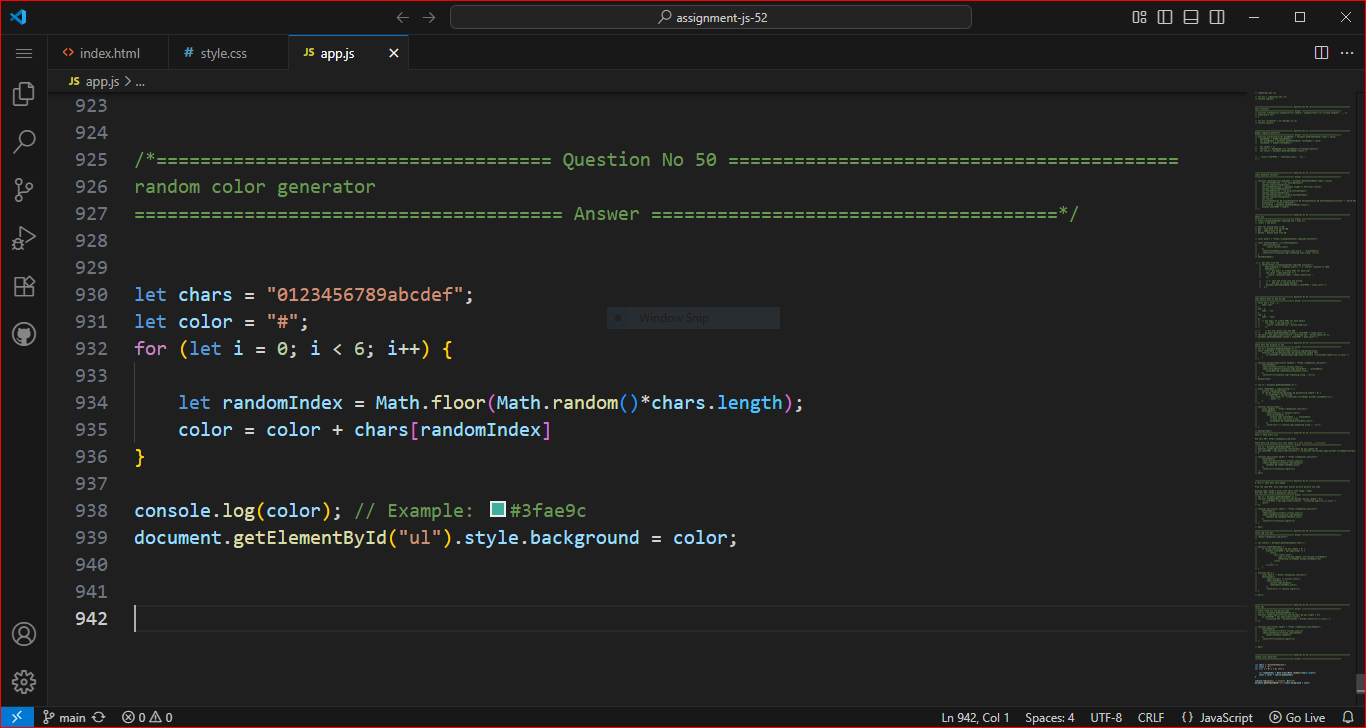 assignment-js-52
index.html
# style.css
JS app.js
JS app.js > ...
923
924
925 /*==================================== Question No 50 =========================================
926 random color generator
927 ======================================= Answer =====================================*/
928
929
930 let chars = "0123456789abcdef";
931 let color = "#";
Window Snip
932 for (let i = 0; i < 6; i++) {
933
934 let randomIndex = Math.floor(Math.random()*chars.length);
935 color = color + chars[randomIndex]
936 }
937
938 console.log(color); // Example: #3fae9c
939 document.getElementById("ul").style.background = color;
940
941
942
main
0 0
Ln 942, Col 1
Spaces: 4
UTF-8
CRLF
{} JavaScript
Go Live